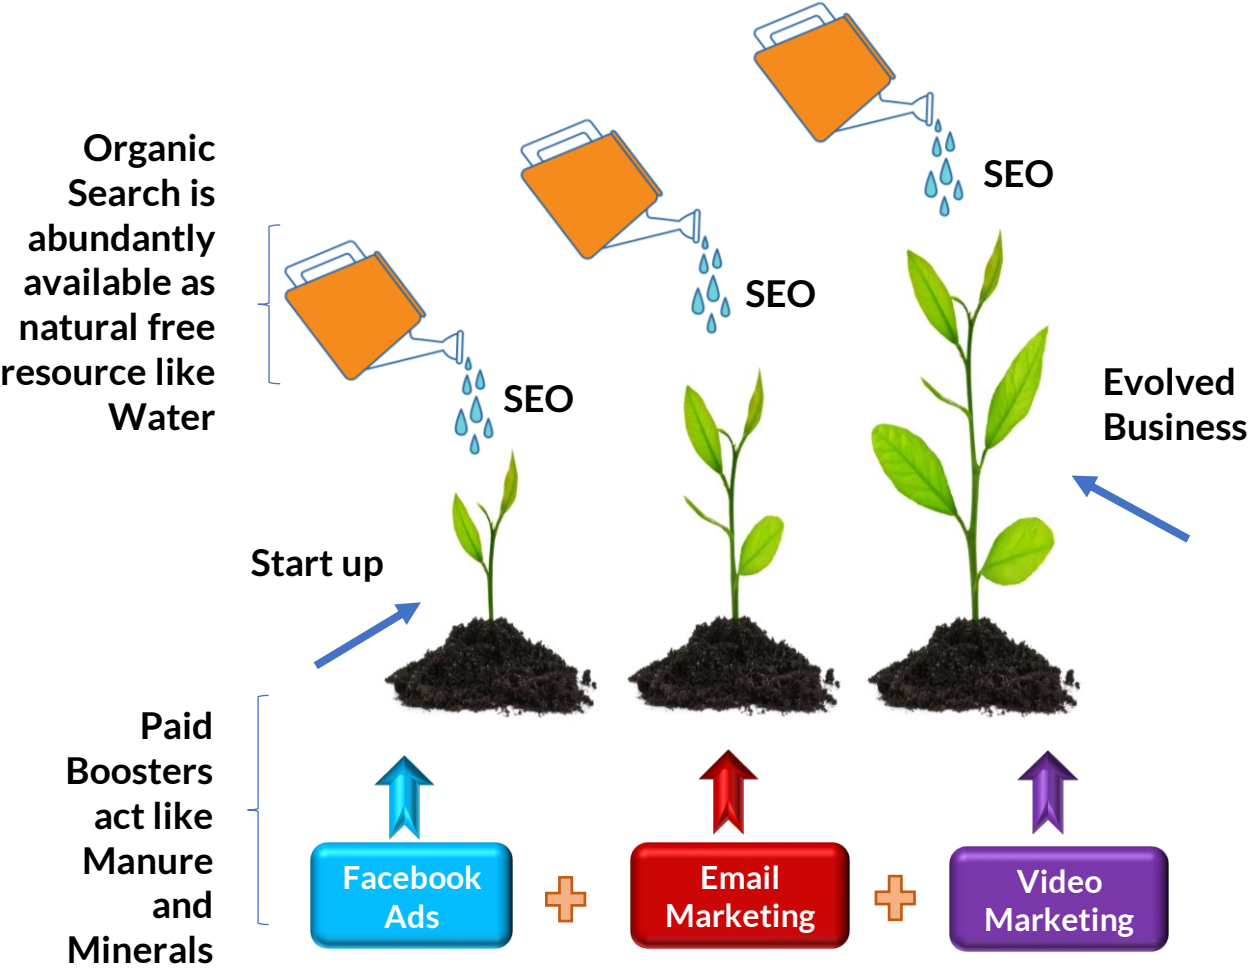 Organic
Search is
abundantly
available as
natural free
resource like
Water
SEO
SEO
SEO
Evolved
Business
Start up
Paid
Boosters
act like
Manure
and
Minerals
Facebook
Ads
Email
Marketing
Video
Marketing